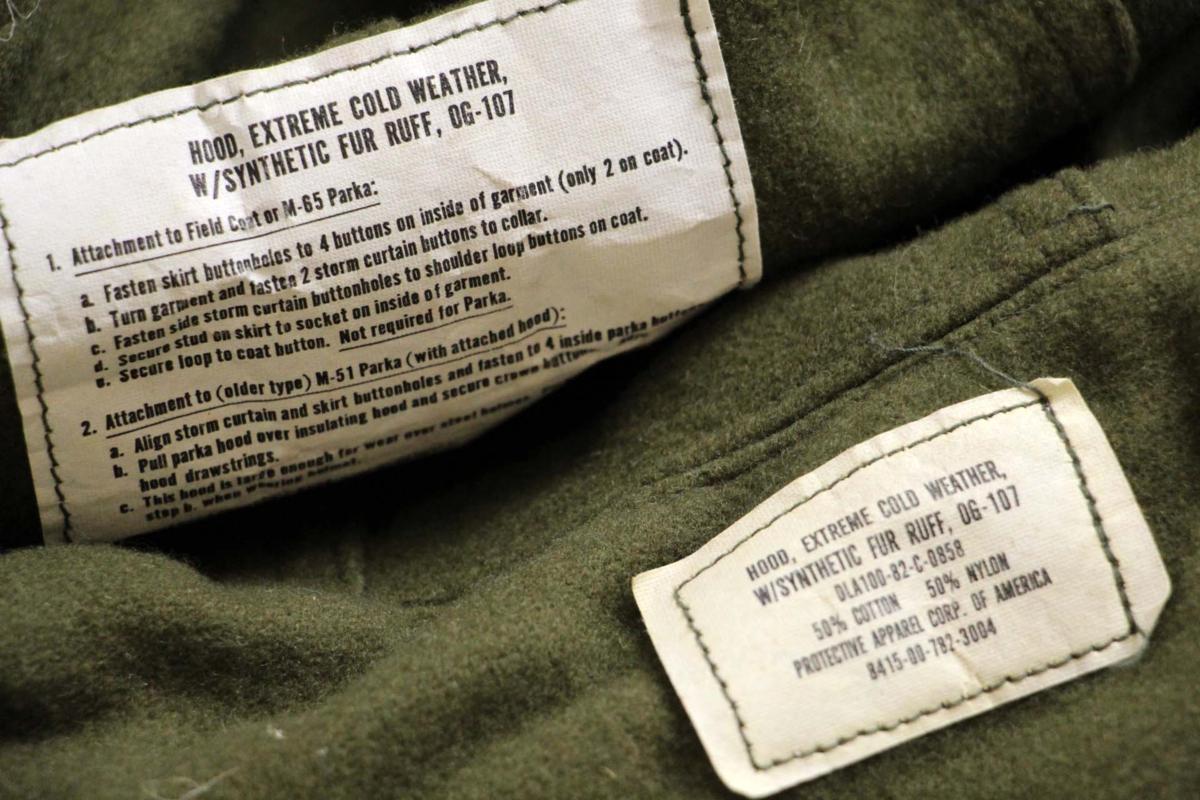 HOOD, EXTREME COLD WEATHER,
W/SYNTHETIC FUR RUFF, OG-107
1. Attachment to Field Coat or M-65 Parka:
a. Fasten skirt buttonholes to 4 buttons on inside of garment (only 2 on coat).
b. Turn garment and fasten 2 storm curtain buttons to collar.
c. Fasten side storm curtain buttonholes to shoulder loop buttons on coat.
d. Secure stud on skirt to socket on inside of garment.
e. Secure loop to coat button. Not required for Parka.
2. Attachment to (older type) M-51 Parka (with attached hood):
a. Align storm curtain and skirt buttonholes and fasten to 4 inside parka
b. Pull parka hood over insulating hood and secure crown
hood drawstrings.
c. This hood is large enough for wear over steel helmet.
step b. when wearing helmet.
HOOD, EXTREME COLD WEATHER,
W/SYNTHETIC FUR RUFF, OG-107
DLA100-82-C-0858
50% COTTON 50% NYLON
PROTECTIVE APPAREL CORP. OF AMERICA
8415-00-782-3004